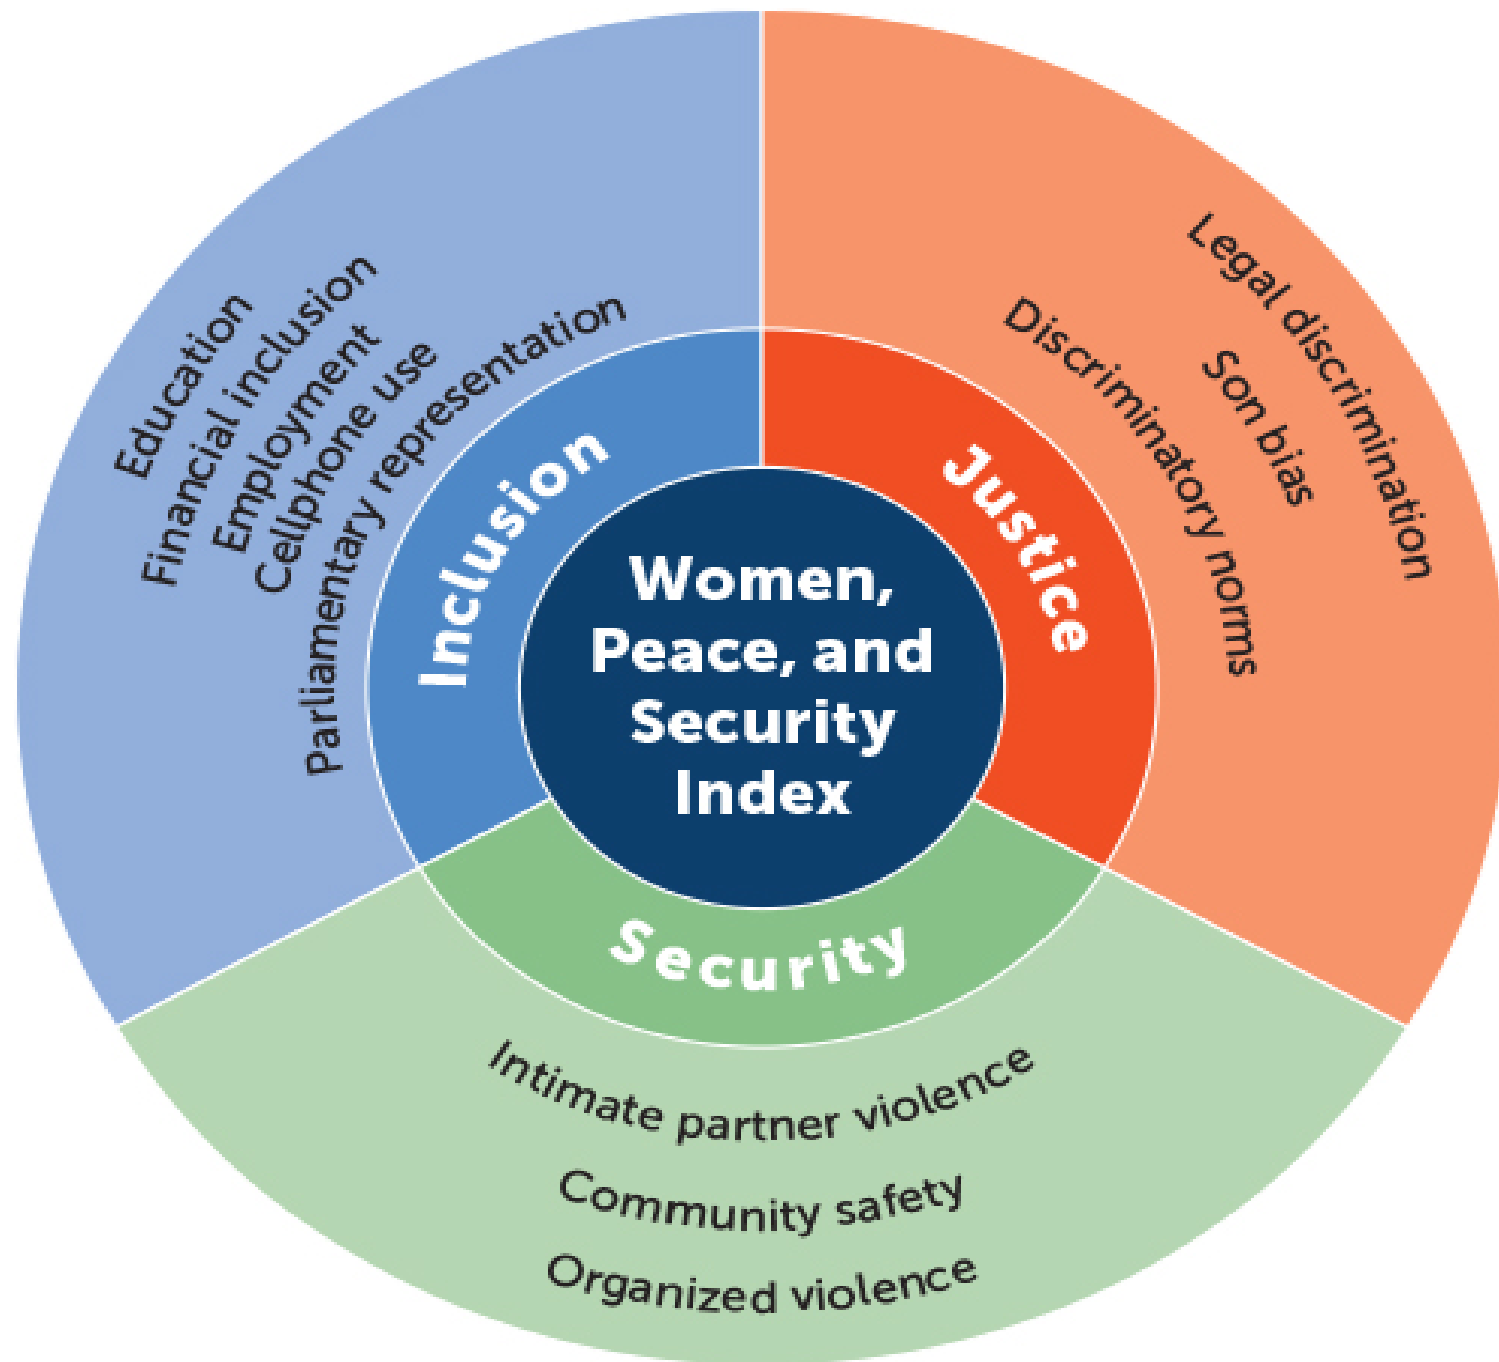 Women,
Peace, and
Security
Index
Inclusion
Education
Financial inclusion
Employment
Cellphone use
Parliamentary representation
Justice
Legal discrimination
Son bias
Discriminatory norms
Security
Intimate partner violence
Community safety
Organized violence